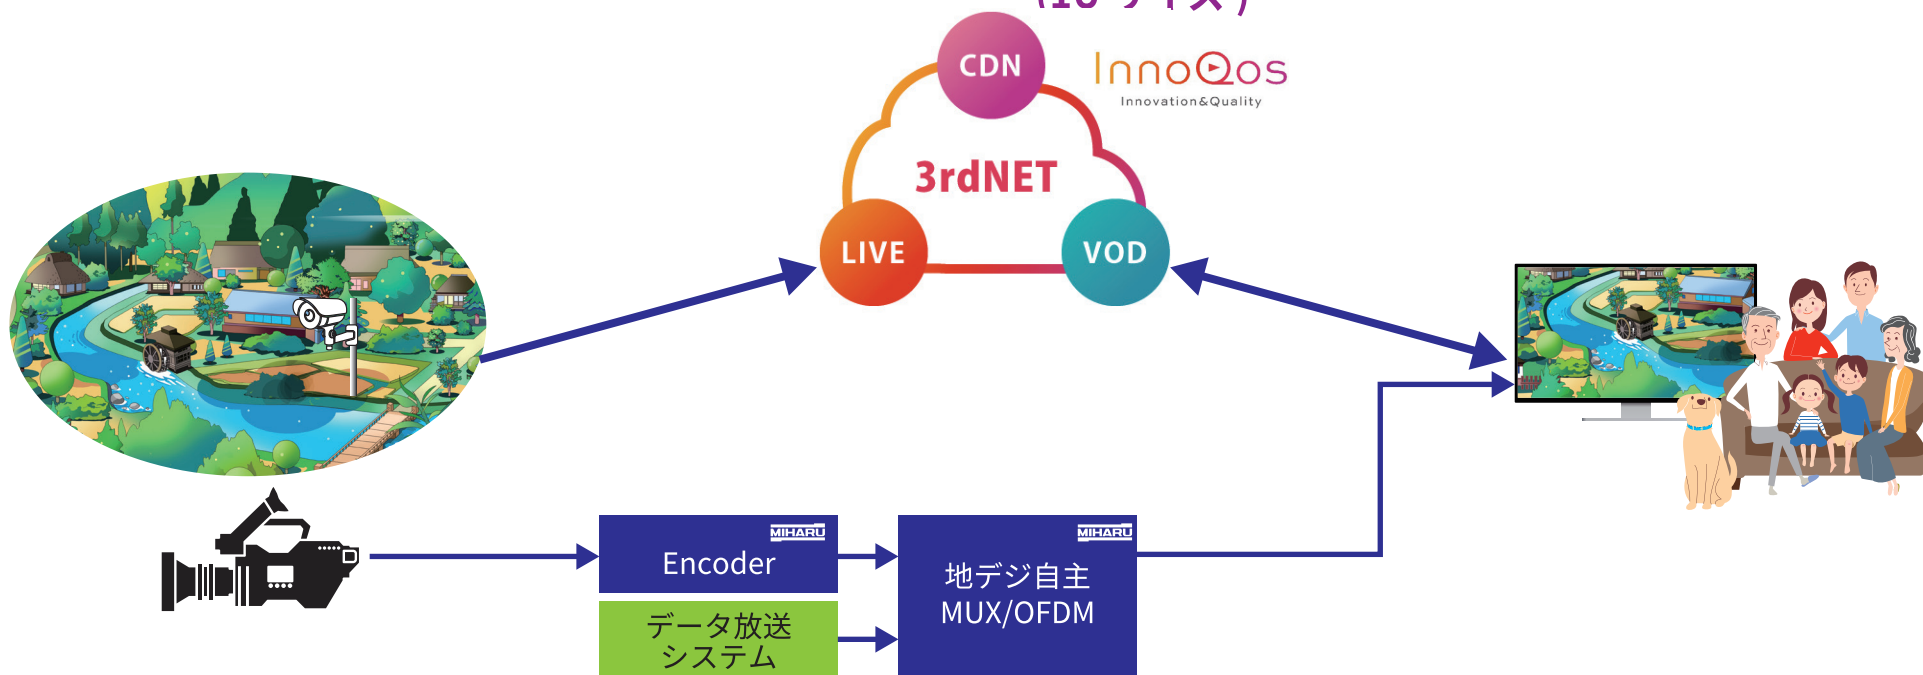 CDN
InnoQos
Innovation&Quality
3rdNET
LIVE
VOD
MIHARU
Encoder
MIHARU
地デジ自主
MUX/OFDM
データ放送
システム